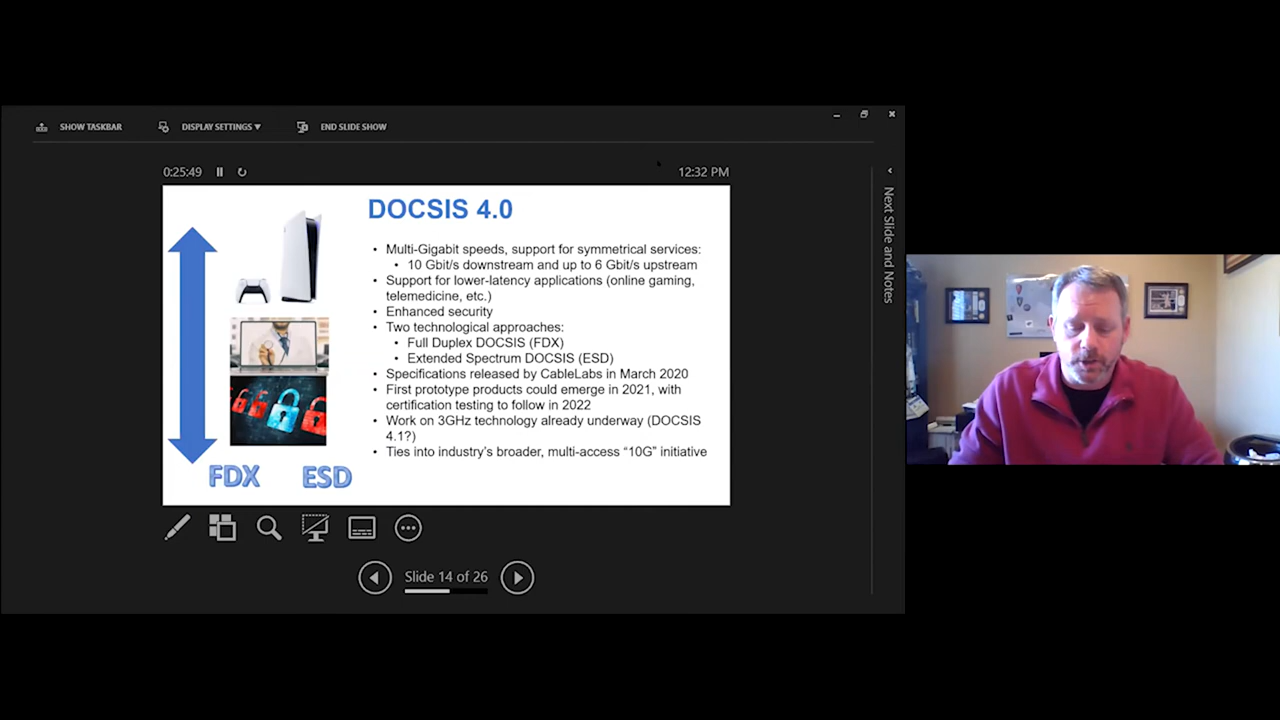 SHOW TASKBAR
DISPLAY SETTINGS ▼
END SLIDE SHOW
0:25:49
12:32 PM
Next Slide and Notes
DOCSIS 4.0
• Multi-Gigabit speeds, support for symmetrical services:
• 10 Gbit/s downstream and up to 6 Gbit/s upstream
• Support for lower-latency applications (online gaming,
telemedicine, etc.)
• Enhanced security
• Two technological approaches:
• Full Duplex DOCSIS (FDX)
• Extended Spectrum DOCSIS (ESD)
• Specifications released by CableLabs in March 2020
• First prototype products could emerge in 2021, with
certification testing to follow in 2022
• Work on 3GHz technology already underway (DOCSIS
4.1?)
• Ties into industry's broader, multi-access “10G” initiative
FDX
ESD
Slide 14 of 26